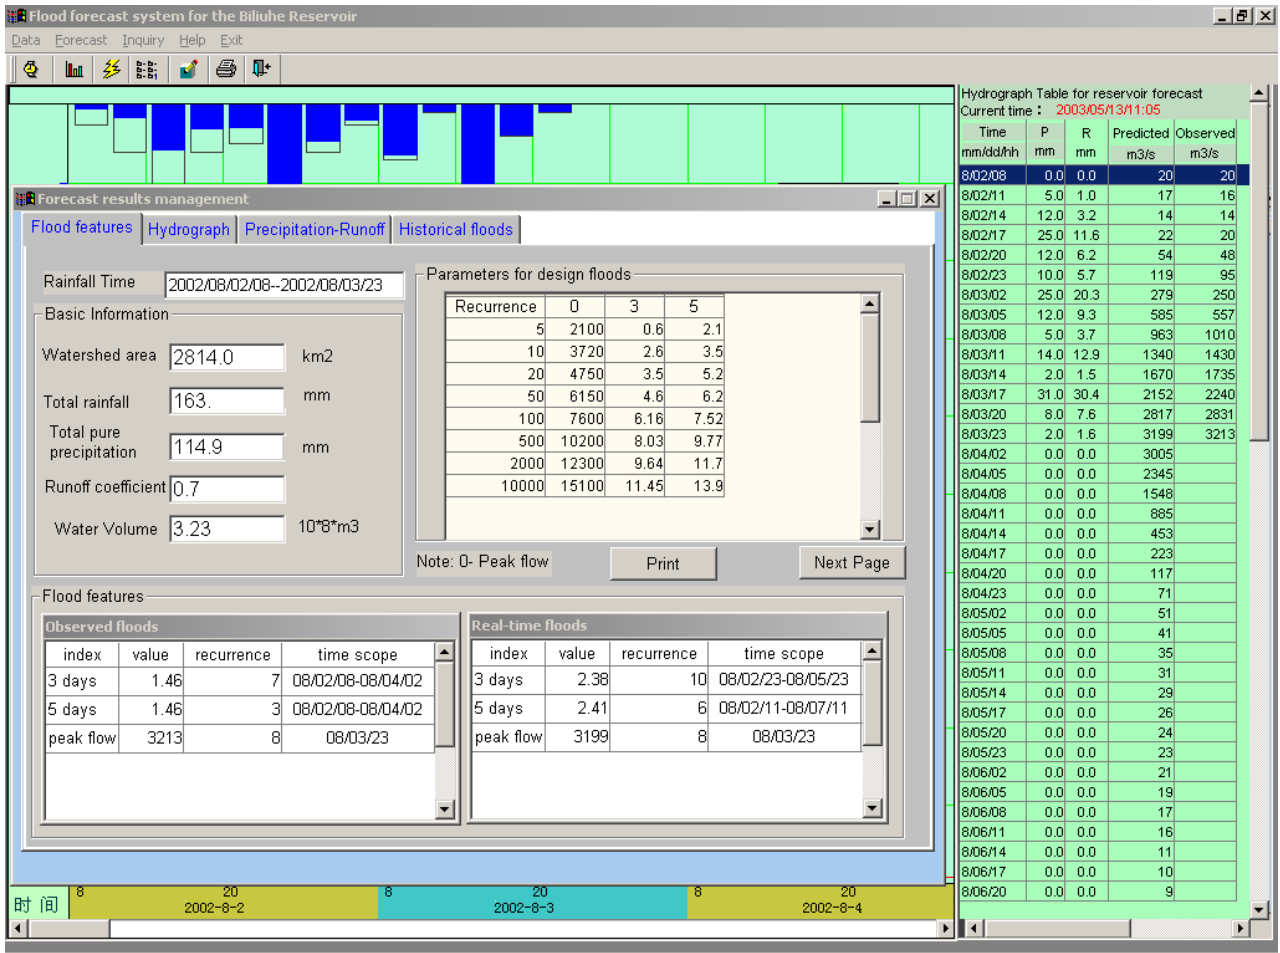 Flood forecast system for the Biliuhe Reservoir
Data Forecast Inquiry Help Exit
Hydrograph Table for reservoir forecast
Current time : 2003/05/13/11:05
Time P R Predicted Observed
mm/dd/hh mm mm m3/s m3/s
8/02/08 0.0 0.0 20 20
8/02/11 5.0 1.0 17 16
8/02/14 12.0 3.2 14 14
8/02/17 25.0 11.6 22 20
8/02/20 12.0 6.2 54 48
8/02/23 10.0 5.7 119 95
8/03/02 25.0 20.3 279 250
8/03/05 12.0 9.3 585 557
8/03/08 5.0 3.7 963 1010
8/03/11 14.0 12.9 1340 1430
8/03/14 2.0 1.5 1670 1735
8/03/17 31.0 30.4 2152 2240
8/03/20 8.0 7.6 2817 2831
8/03/23 2.0 1.6 3199 3213
8/04/02 0.0 0.0 3005
8/04/05 0.0 0.0 2345
8/04/08 0.0 0.0 1548
8/04/11 0.0 0.0 885
8/04/14 0.0 0.0 453
8/04/17 0.0 0.0 223
8/04/20 0.0 0.0 117
8/04/23 0.0 0.0 71
8/05/02 0.0 0.0 51
8/05/05 0.0 0.0 41
8/05/08 0.0 0.0 35
8/05/11 0.0 0.0 31
8/05/14 0.0 0.0 29
8/05/17 0.0 0.0 26
8/05/20 0.0 0.0 24
8/05/23 0.0 0.0 23
8/06/02 0.0 0.0 21
8/06/05 0.0 0.0 19
8/06/08 0.0 0.0 17
8/06/11 0.0 0.0 16
8/06/14 0.0 0.0 11
8/06/17 0.0 0.0 10
8/06/20 0.0 0.0 9
Forecast results management
Flood features Hydrograph Precipitation-Runoff Historical floods
Rainfall Time 2002/08/02/08--2002/08/03/23
Basic Information
Watershed area 2814.0 km2
Total rainfall 163. mm
Total pure
precipitation 114.9 mm
Runoff coefficient 0.7
Water Volume 3.23 10*8*m3
Parameters for design floods
Recurrence 0 3 5
5 2100 0.6 2.1
10 3720 2.6 3.5
20 4750 3.5 5.2
50 6150 4.6 6.2
100 7600 6.16 7.52
500 10200 8.03 9.77
2000 12300 9.64 11.7
10000 15100 11.45 13.9
Note: 0- Peak flow Print Next Page
Flood features
Observed floods
index value recurrence time scope
3 days 1.46 7 08/02/08-08/04/02
5 days 1.46 3 08/02/08-08/04/02
peak flow 3213 8 08/03/23
Real-time floods
index value recurrence time scope
3 days 2.38 10 08/02/23-08/05/23
5 days 2.41 6 08/02/11-08/07/11
peak flow 3199 8 08/03/23
时 间
8 20 8 20 8 20
2002-8-2 2002-8-3 2002-8-4